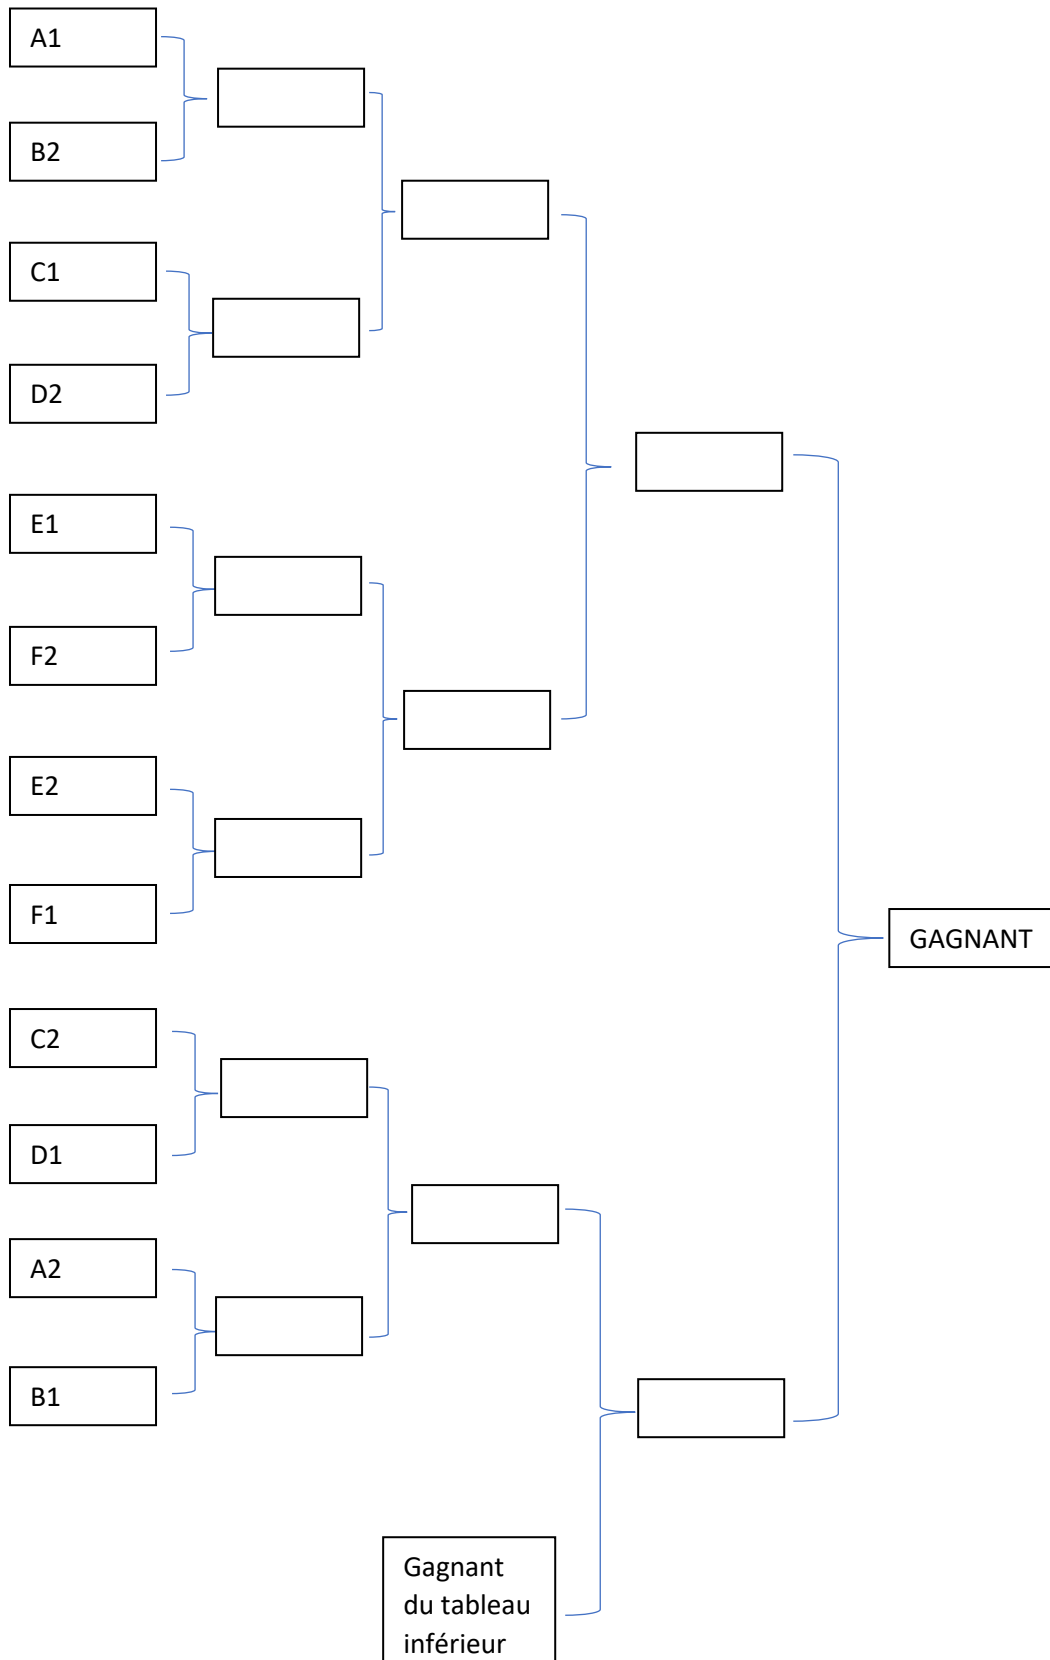 A1
B2
C1
D2
E1
F2
E2
F1
GAGNANT
C2
D1
A2
B1
Gagnant
du tableau
inférieur